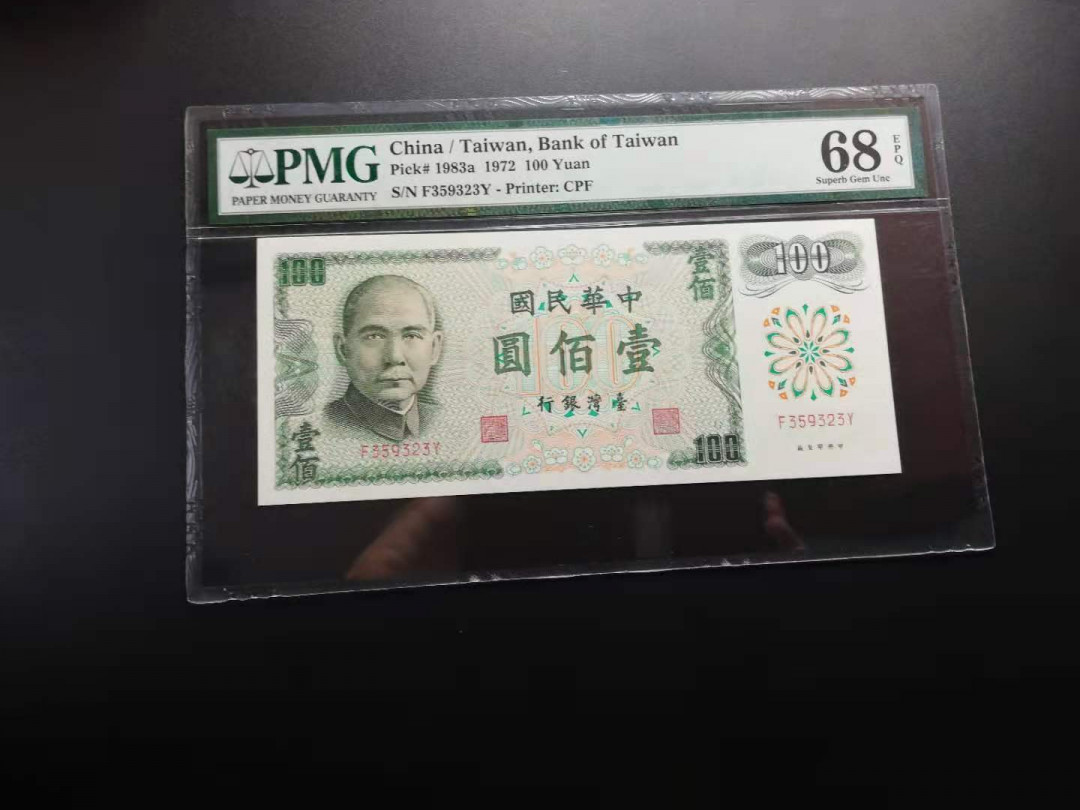 PMG
PAPER MONEY GUARANTY
China / Taiwan, Bank of Taiwan
Pick# 1983a 1972 100 Yuan
S/N F359323Y - Printer: CPF
68
EPQ
Superb Gem Unc
100
壹佰
100
中華民國
100
壹佰圓
臺灣銀行
F359323Y
F359323Y
壹佰
100